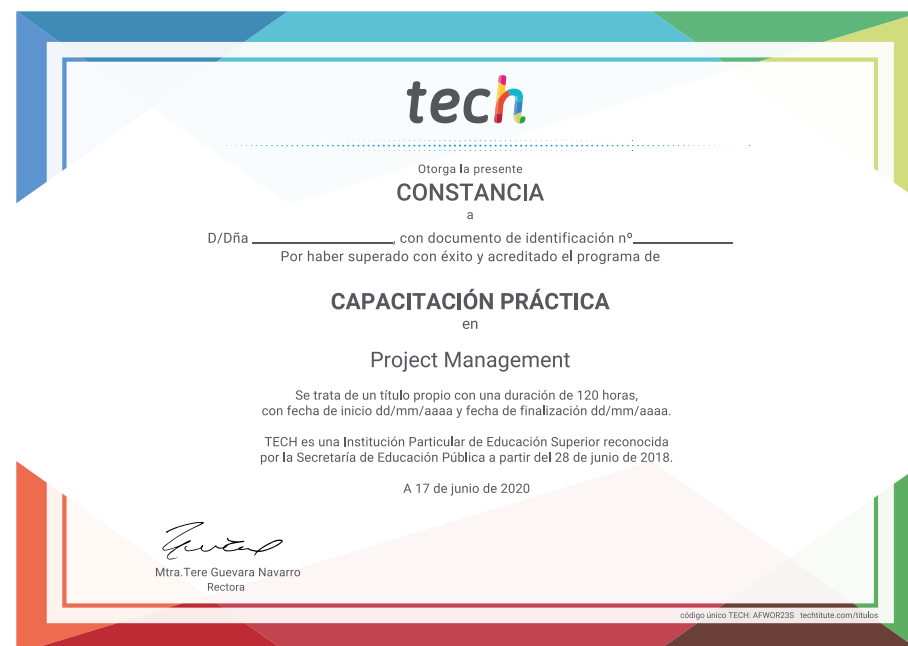 tech
Otorga la presente
CONSTANCIA
a
D/Dña ____________________, con documento de identificación nº______________
Por haber superado con éxito y acreditado el programa de
CAPACITACIÓN PRÁCTICA
en
Project Management
Se trata de un título propio con una duración de 120 horas,
con fecha de inicio dd/mm/aaaa y fecha de finalización dd/mm/aaaa.
TECH es una Institución Particular de Educación Superior reconocida
por la Secretaría de Educación Pública a partir del 28 de junio de 2018.
A 17 de junio de 2020
Mtra.Tere Guevara Navarro
Rectora
código único TECH: AFWOR23S techtitute.com/títulos